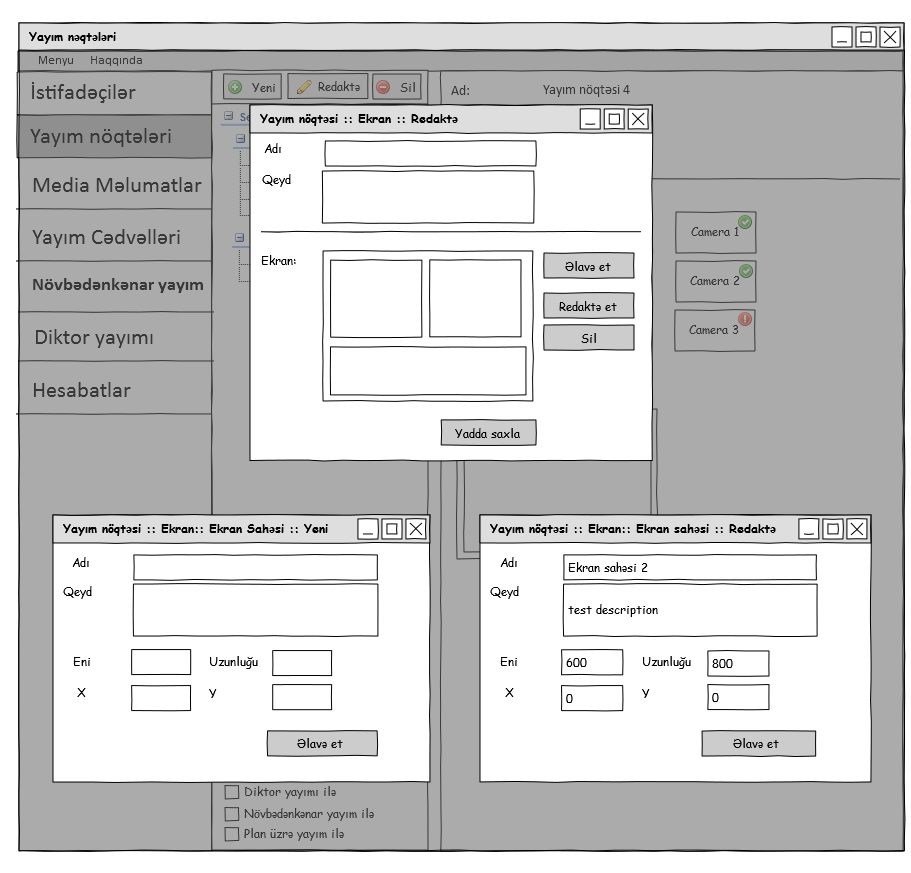 Yayım nəqtələri
Menyu Haqqında
İstifadəçilər
Yayım nöqtələri
Media Məlumatlar
Yayım Cədvəlləri
Növbədənkənar yayım
Diktor yayımı
Hesabatlar
Yeni Redaktə Sil
Ad: Yayım nöqtəsi 4
Yayım nöqtəsi :: Ekran :: Redaktə
Adı
Qeyd
Ekran:
Əlavə et
Redaktə et
Sil
Yadda saxla
Camera 1
Camera 2
Camera 3
Yayım nöqtəsi :: Ekran:: Ekran Sahəsi :: Yeni
Adı
Qeyd
Eni Uzunluğu
X Y
Əlavə et
Yayım nöqtəsi :: Ekran:: Ekran sahəsi :: Redaktə
Adı Ekran sahəsi 2
Qeyd test description
Eni 600 Uzunluğu 800
X 0 Y 0
Əlavə et
Diktor yayımı ilə
Növbədənkənar yayım ilə
Plan üzrə yayım ilə